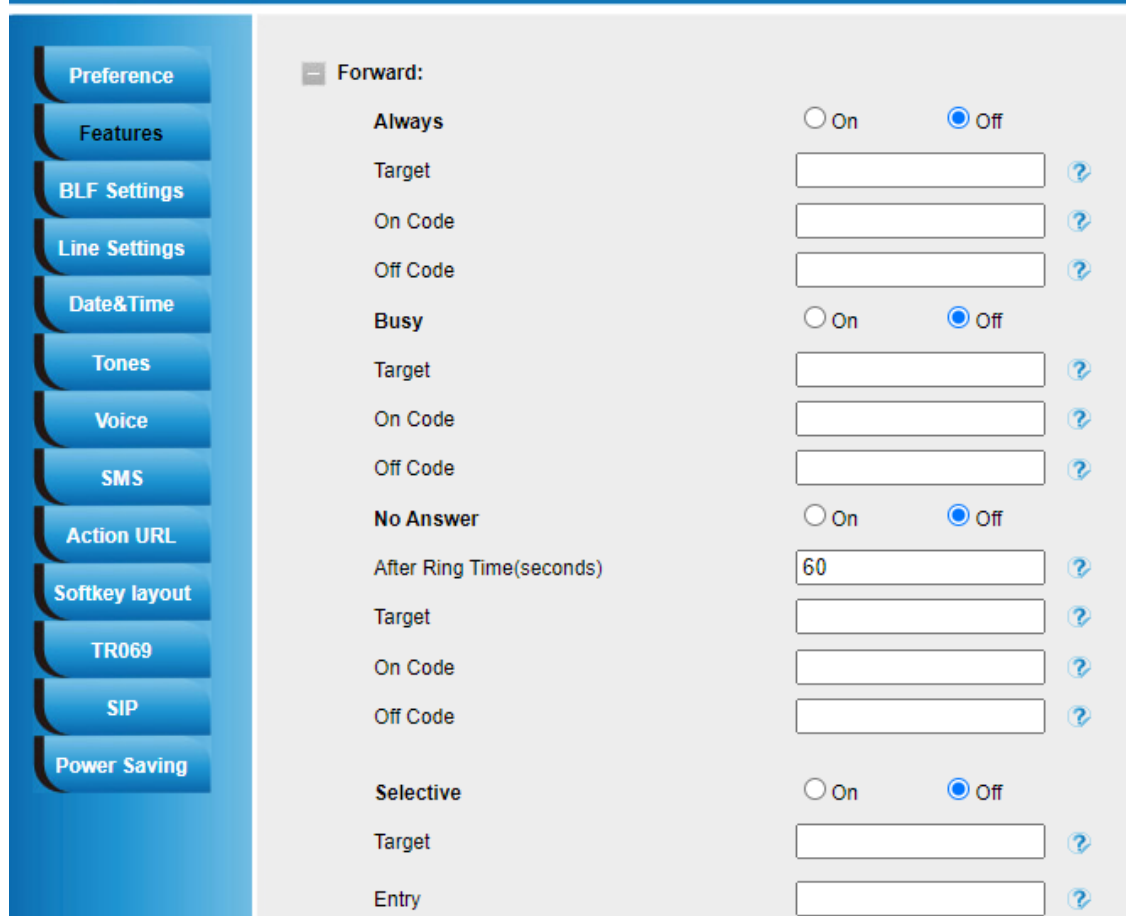 Preference
Features
BLF Settings
Line Settings
Date&Time
Tones
Voice
SMS
Action URL
Softkey layout
TR069
SIP
Power Saving
Forward:
Always On Off
Target
On Code
Off Code
Busy On Off
Target
On Code
Off Code
No Answer On Off
After Ring Time(seconds) 60
Target
On Code
Off Code
Selective On Off
Target
Entry